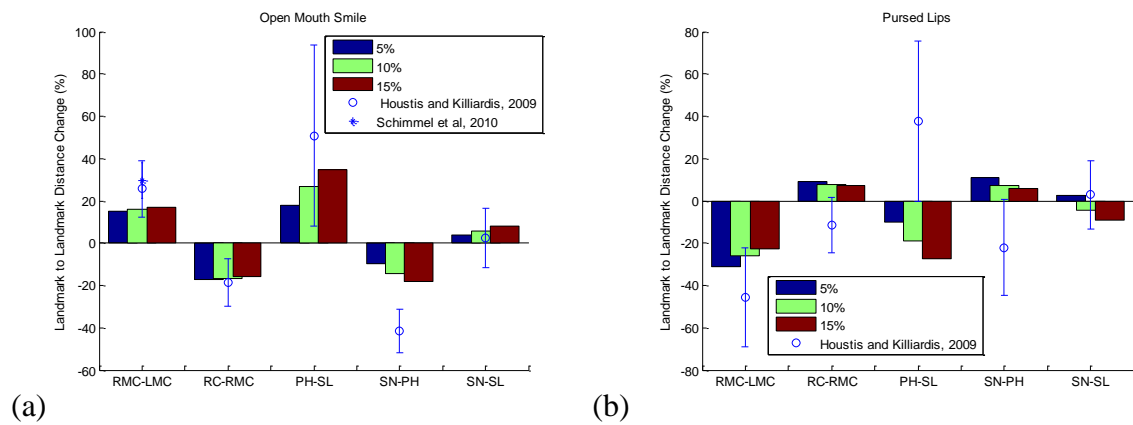 Open Mouth Smile
Landmark to Landmark Distance Change (%)
100
80
60
40
20
0
-20
-40
-60
5%
10%
15%
Houstis and Killiardis, 2009
Schimmel et al, 2010
RMC-LMC RC-RMC PH-SL SN-PH SN-SL
(a)
Pursed Lips
Landmark to Landmark Distance Change (%)
80
60
40
20
0
-20
-40
-60
-80
5%
10%
15%
Houstis and Killiardis, 2009
RMC-LMC RC-RMC PH-SL SN-PH SN-SL
(b)